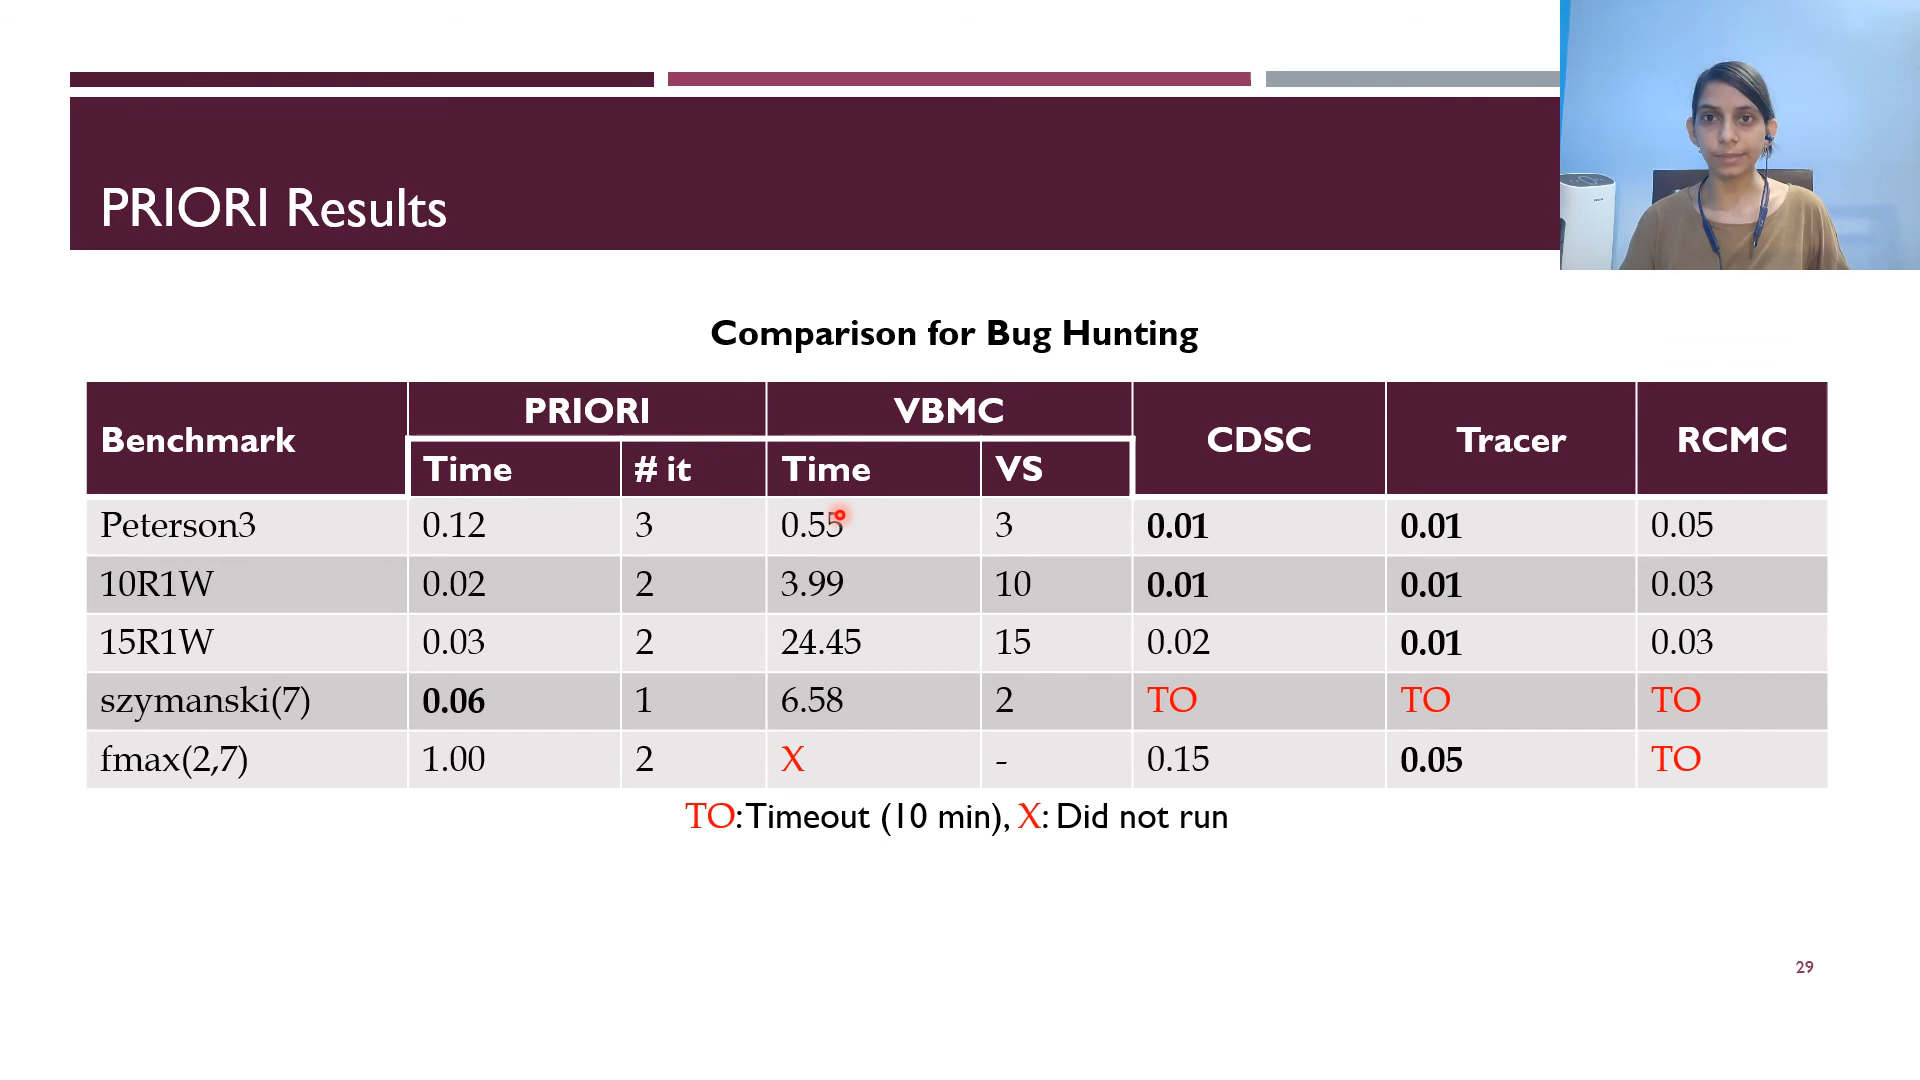 PRIORI Results
Comparison for Bug Hunting
Benchmark PRIORI VBMC CDSC Tracer RCMC
Time # it Time VS
Peterson3 0.12 3 0.55 3 0.01 0.01 0.05
10R1W 0.02 2 3.99 10 0.01 0.01 0.03
15R1W 0.03 2 24.45 15 0.02 0.01 0.03
szymanski(7) 0.06 1 6.58 2 TO TO TO
fmax(2,7) 1.00 2 X - 0.15 0.05 TO
TO: Timeout (10 min), X: Did not run
29